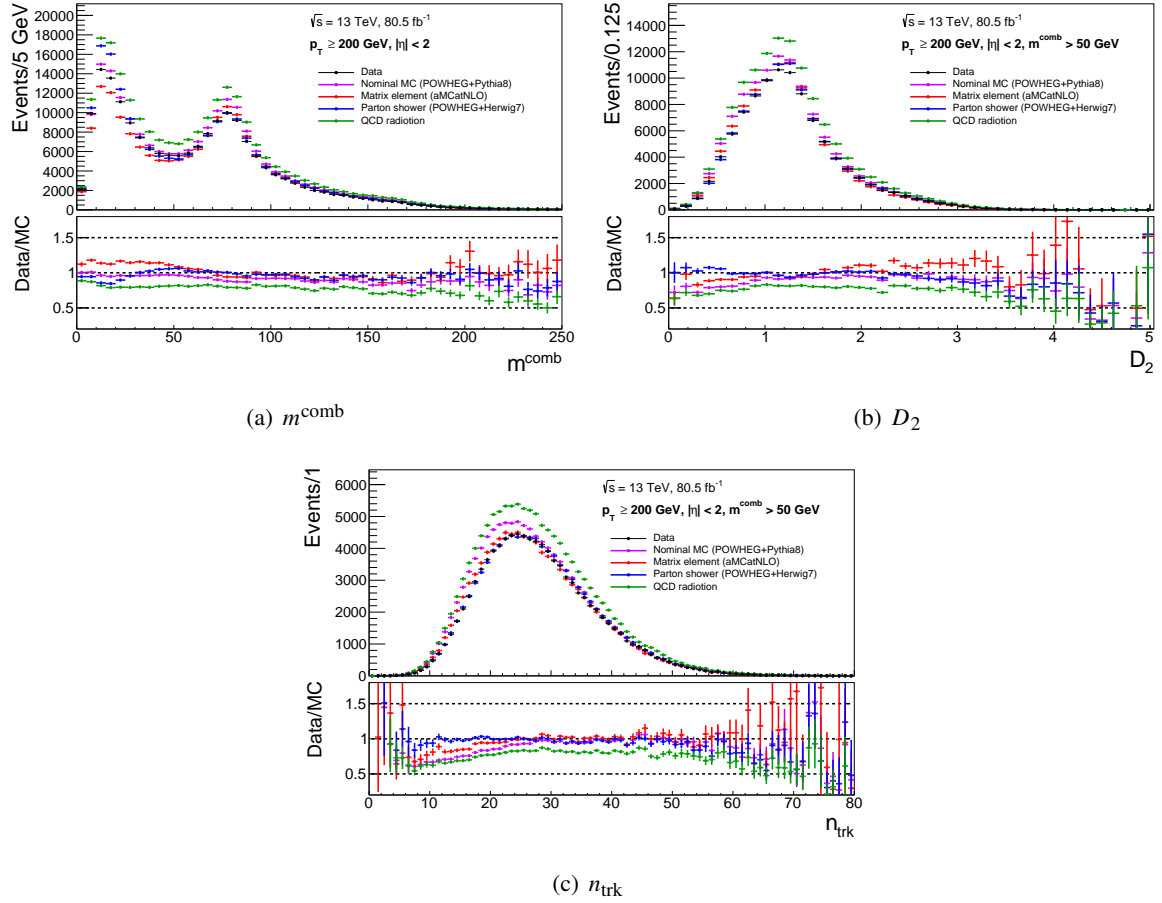 Events/5 GeV
20000
18000
16000
14000
12000
10000
8000
6000
4000
2000
0
√s = 13 TeV, 80.5 fb⁻¹
p_T ≥ 200 GeV, |η| < 2
Data
Nominal MC (POWHEG+Pythia8)
Matrix element (aMCatNLO)
Parton shower (POWHEG+Herwig7)
QCD radiotion
Data/MC
1.5
1
0.5
0 50 100 150 200 250
m^comb
(a) m^comb
Events/0.125
14000
12000
10000
8000
6000
4000
2000
0
√s = 13 TeV, 80.5 fb⁻¹
p_T ≥ 200 GeV, |η| < 2, m^comb > 50 GeV
Data
Nominal MC (POWHEG+Pythia8)
Matrix element (aMCatNLO)
Parton shower (POWHEG+Herwig7)
QCD radiotion
Data/MC
1.5
1
0.5
0 1 2 3 4 5
D₂
(b) D₂
Events/1
6000
5000
4000
3000
2000
1000
0
√s = 13 TeV, 80.5 fb⁻¹
p_T ≥ 200 GeV, |η| < 2, m^comb > 50 GeV
Data
Nominal MC (POWHEG+Pythia8)
Matrix element (aMCatNLO)
Parton shower (POWHEG+Herwig7)
QCD radiotion
Data/MC
1.5
1
0.5
0 10 20 30 40 50 60 70 80
n_trk
(c) n_trk